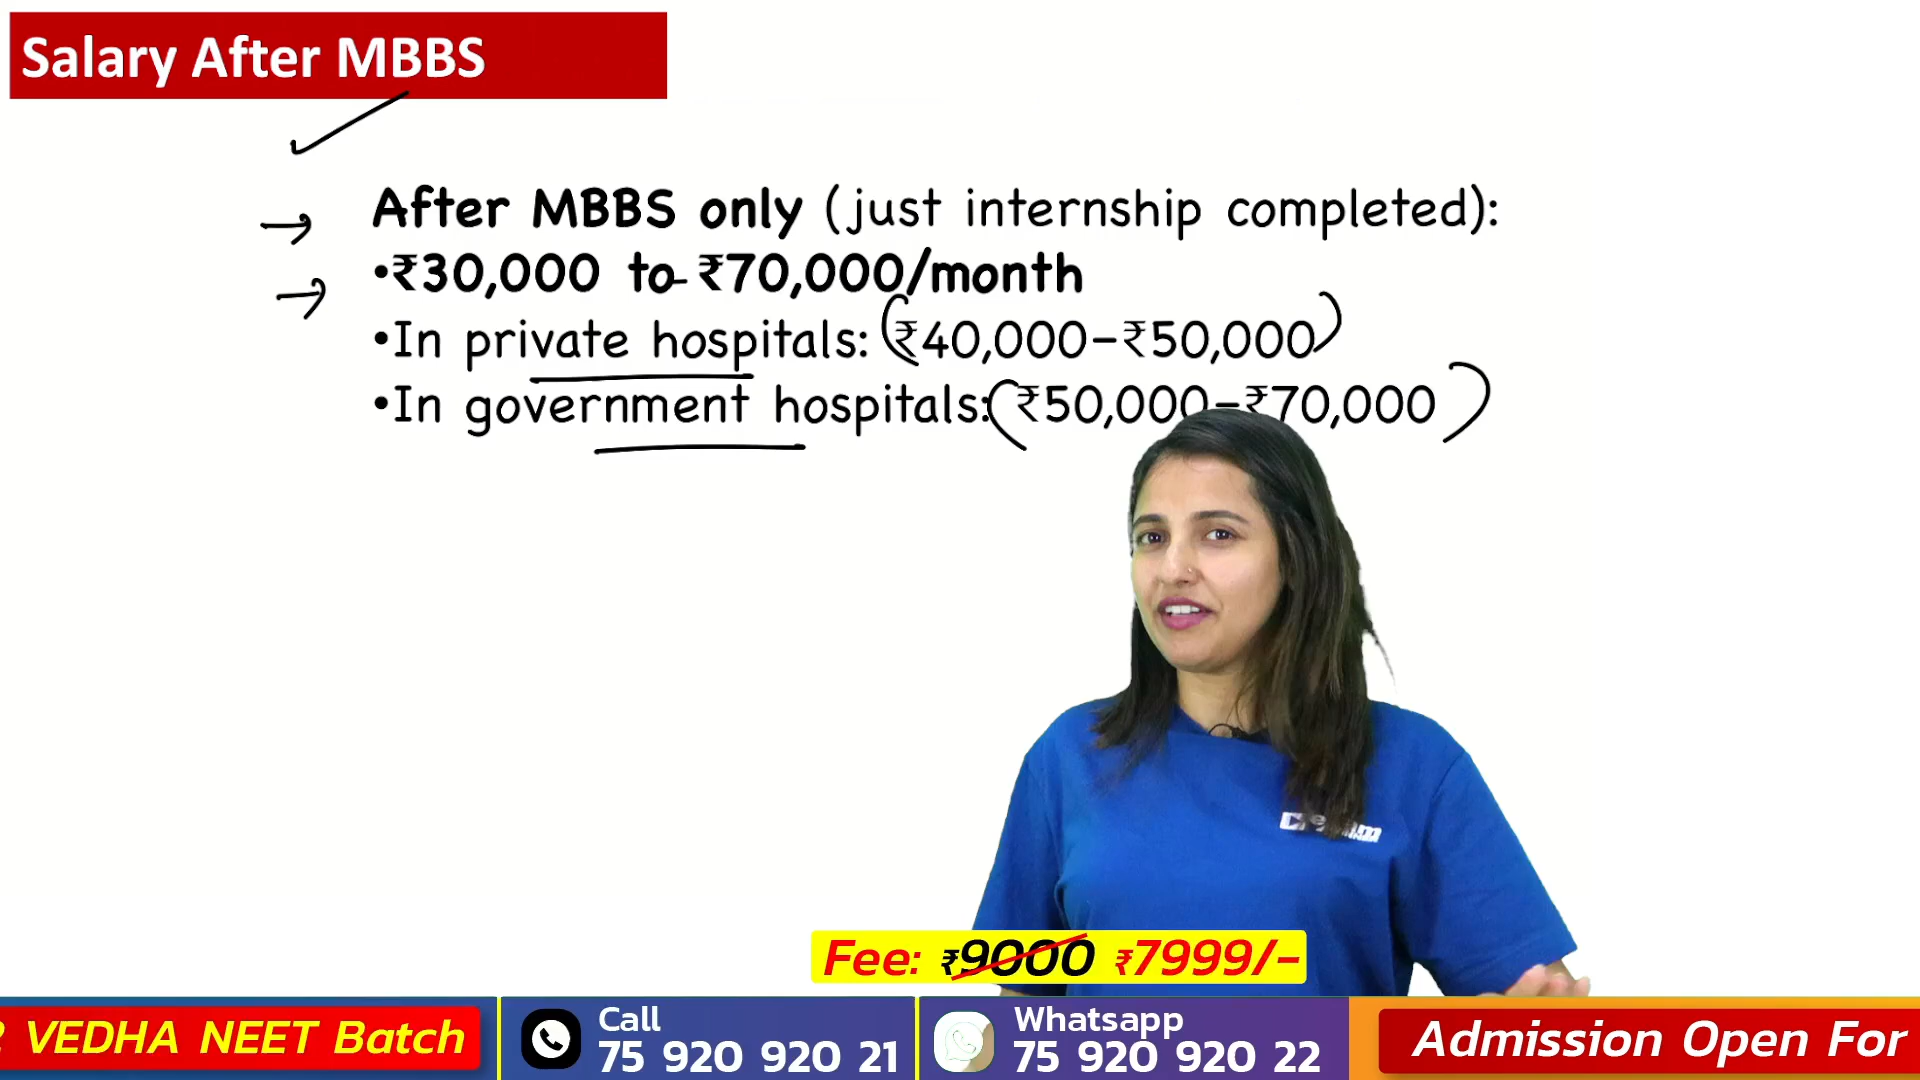 Salary After MBBS
After MBBS only (just internship completed):
•₹30,000 to ₹70,000/month
•In private hospitals: ₹40,000–₹50,000
•In government hospitals: ₹50,000–₹70,000
Fee: ₹9000 ₹7999/-
VEDHA NEET Batch
Call
75 920 920 21
Whatsapp
75 920 920 22
Admission Open For